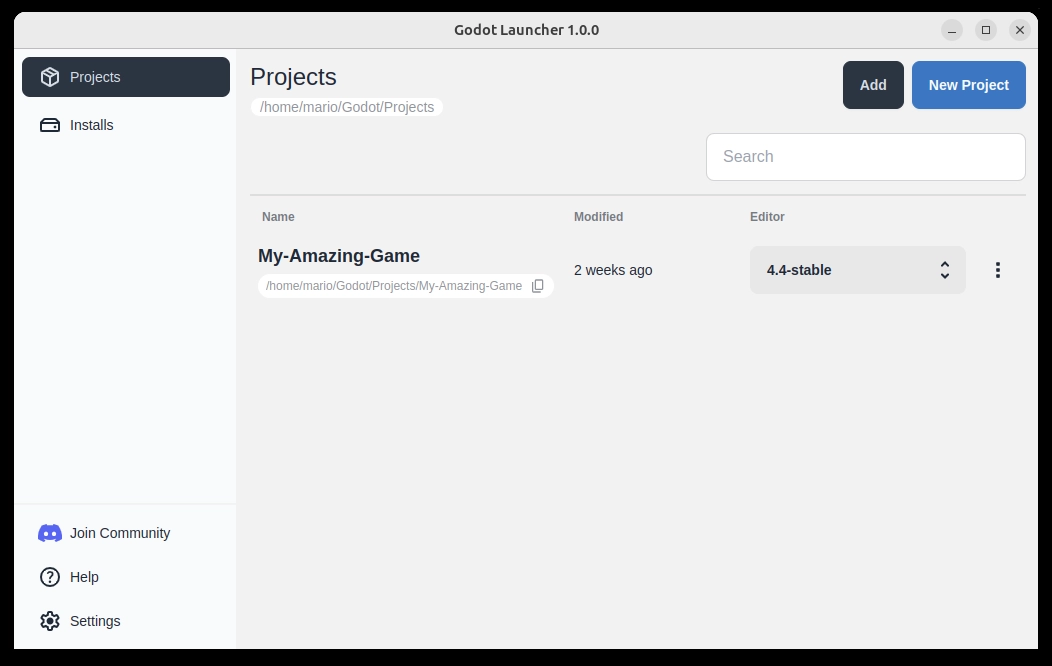 Godot Launcher 1.0.0
Projects
Installs
Join Community
Help
Settings
Projects
/home/mario/Godot/Projects
Add
New Project
Search
Name Modified Editor
My-Amazing-Game
/home/mario/Godot/Projects/My-Amazing-Game
2 weeks ago
4.4-stable